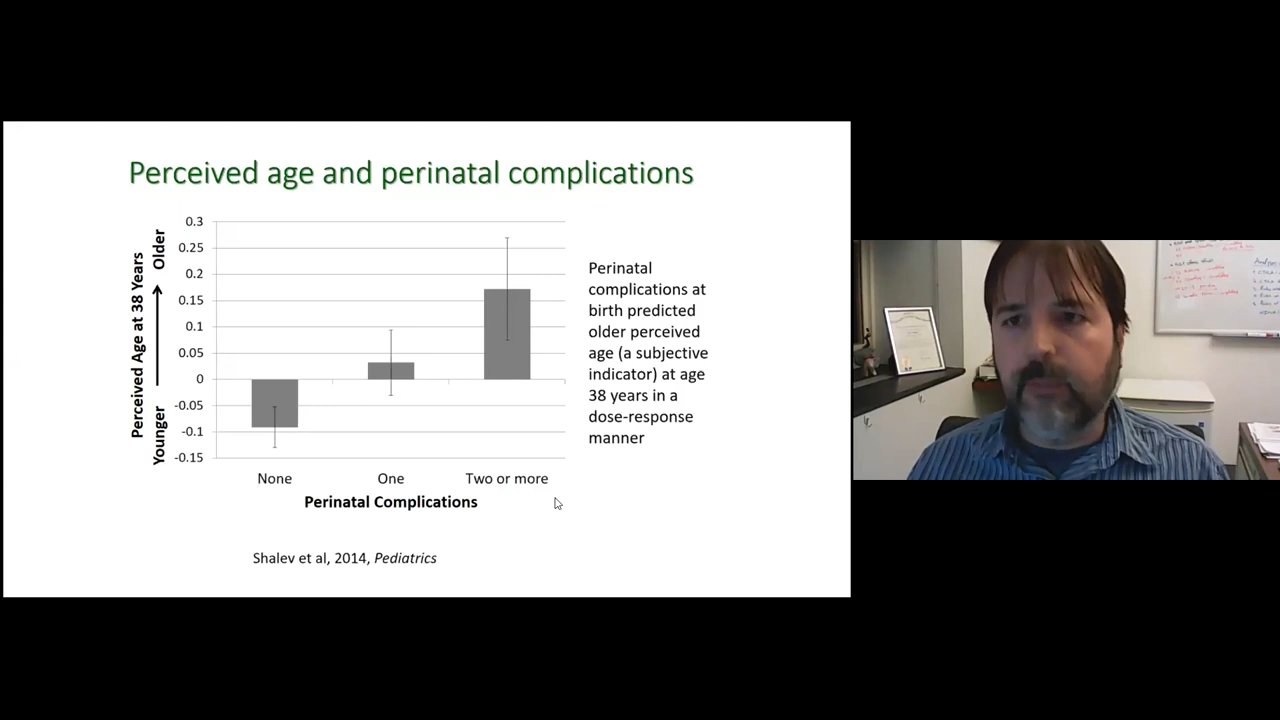 Perceived age and perinatal complications
Perceived Age at 38 Years
Younger
Older
0.3
0.25
0.2
0.15
0.1
0.05
0
-0.05
-0.1
-0.15
None
One
Two or more
Perinatal Complications
Perinatal
complications at
birth predicted
older perceived
age (a subjective
indicator) at age
38 years in a
dose-response
manner
Shalev et al, 2014, Pediatrics